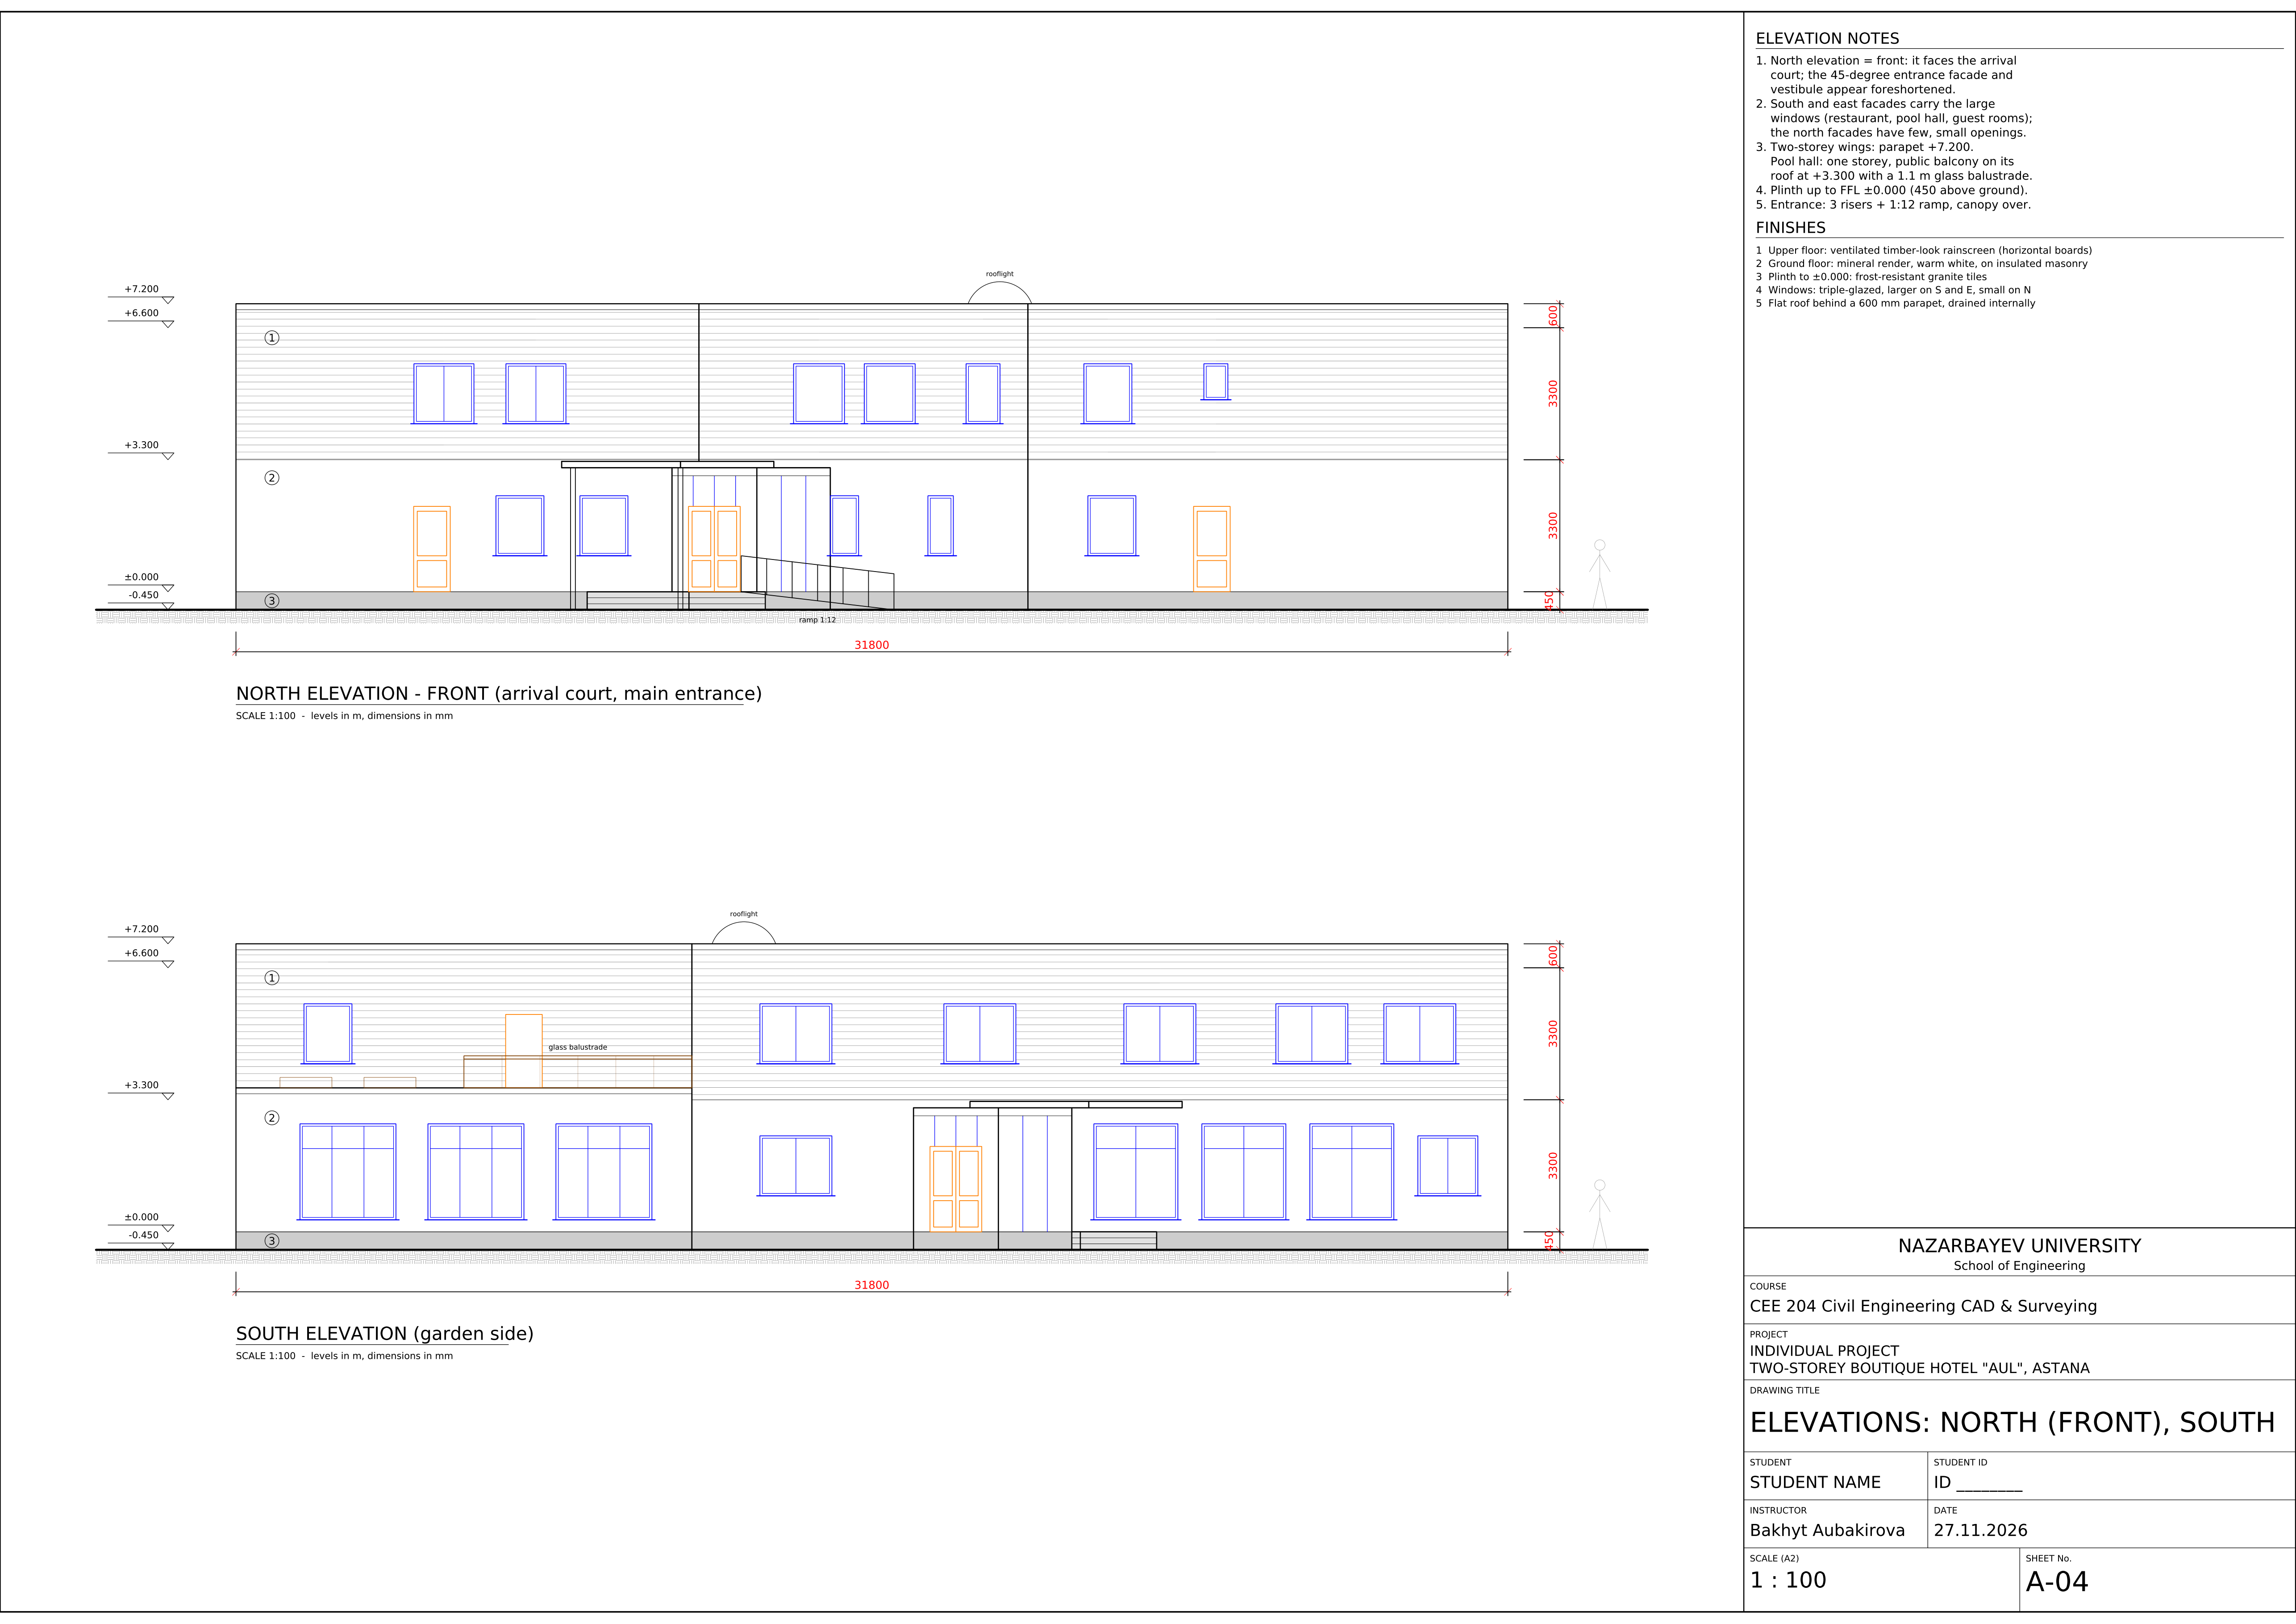 rooflight
+7.200
+6.600
+3.300
±0.000
-0.450
1
2
3
600
3300
3300
450
ramp 1:12
31800
NORTH ELEVATION - FRONT (arrival court, main entrance)
SCALE 1:100 - levels in m, dimensions in mm
rooflight
+7.200
+6.600
+3.300
±0.000
-0.450
1
glass balustrade
2
3
600
3300
3300
450
31800
SOUTH ELEVATION (garden side)
SCALE 1:100 - levels in m, dimensions in mm
ELEVATION NOTES
1. North elevation = front: it faces the arrival
court; the 45-degree entrance facade and
vestibule appear foreshortened.
2. South and east facades carry the large
windows (restaurant, pool hall, guest rooms);
the north facades have few, small openings.
3. Two-storey wings: parapet +7.200.
Pool hall: one storey, public balcony on its
roof at +3.300 with a 1.1 m glass balustrade.
4. Plinth up to FFL ±0.000 (450 above ground).
5. Entrance: 3 risers + 1:12 ramp, canopy over.
FINISHES
1 Upper floor: ventilated timber-look rainscreen (horizontal boards)
2 Ground floor: mineral render, warm white, on insulated masonry
3 Plinth to ±0.000: frost-resistant granite tiles
4 Windows: triple-glazed, larger on S and E, small on N
5 Flat roof behind a 600 mm parapet, drained internally
NAZARBAYEV UNIVERSITY
School of Engineering
COURSE
CEE 204 Civil Engineering CAD & Surveying
PROJECT
INDIVIDUAL PROJECT
TWO-STOREY BOUTIQUE HOTEL "AUL", ASTANA
DRAWING TITLE
ELEVATIONS: NORTH (FRONT), SOUTH
STUDENT
STUDENT NAME
STUDENT ID
ID ________
INSTRUCTOR
Bakhyt Aubakirova
DATE
27.11.2026
SCALE (A2)
1 : 100
SHEET No.
A-04